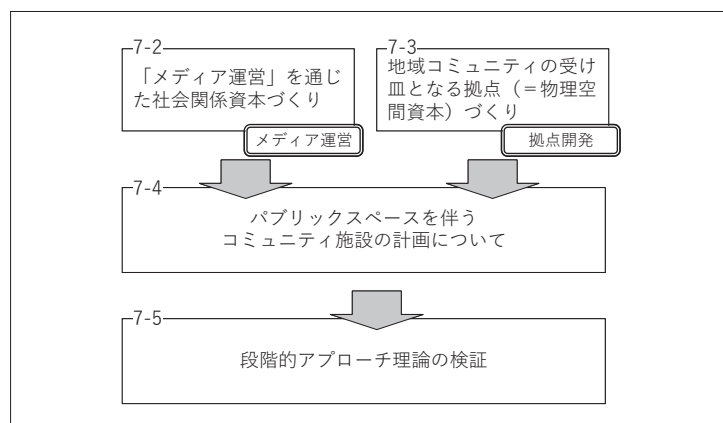 7-2
「メディア運営」を通じ
た社会関係資本づくり
メディア運営
7-3
地域コミュニティの受け
皿となる拠点（＝物理空
間資本）づくり
拠点開発
7-4
パブリックスペースを伴う
コミュニティ施設の計画について
7-5
段階的アプローチ理論の検証